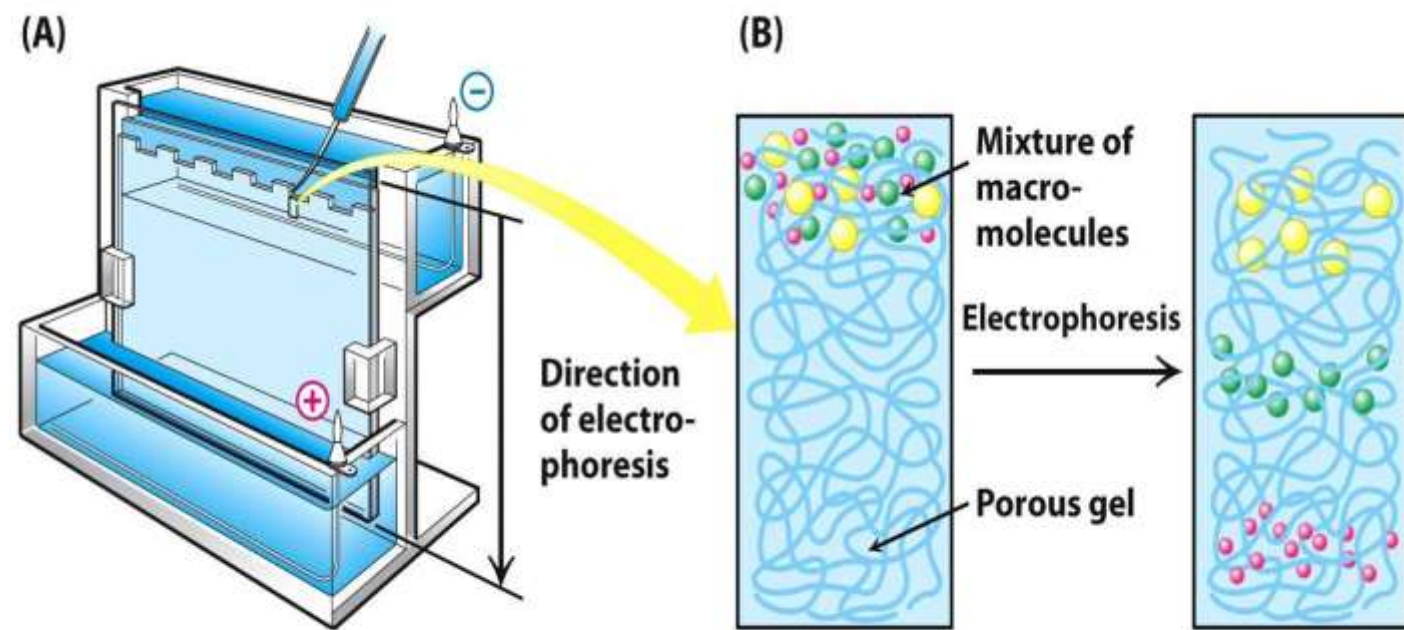 (A)
−
+
Direction
of electro-
phoresis
(B)
Mixture of
macro-
molecules
Electrophoresis
Porous gel